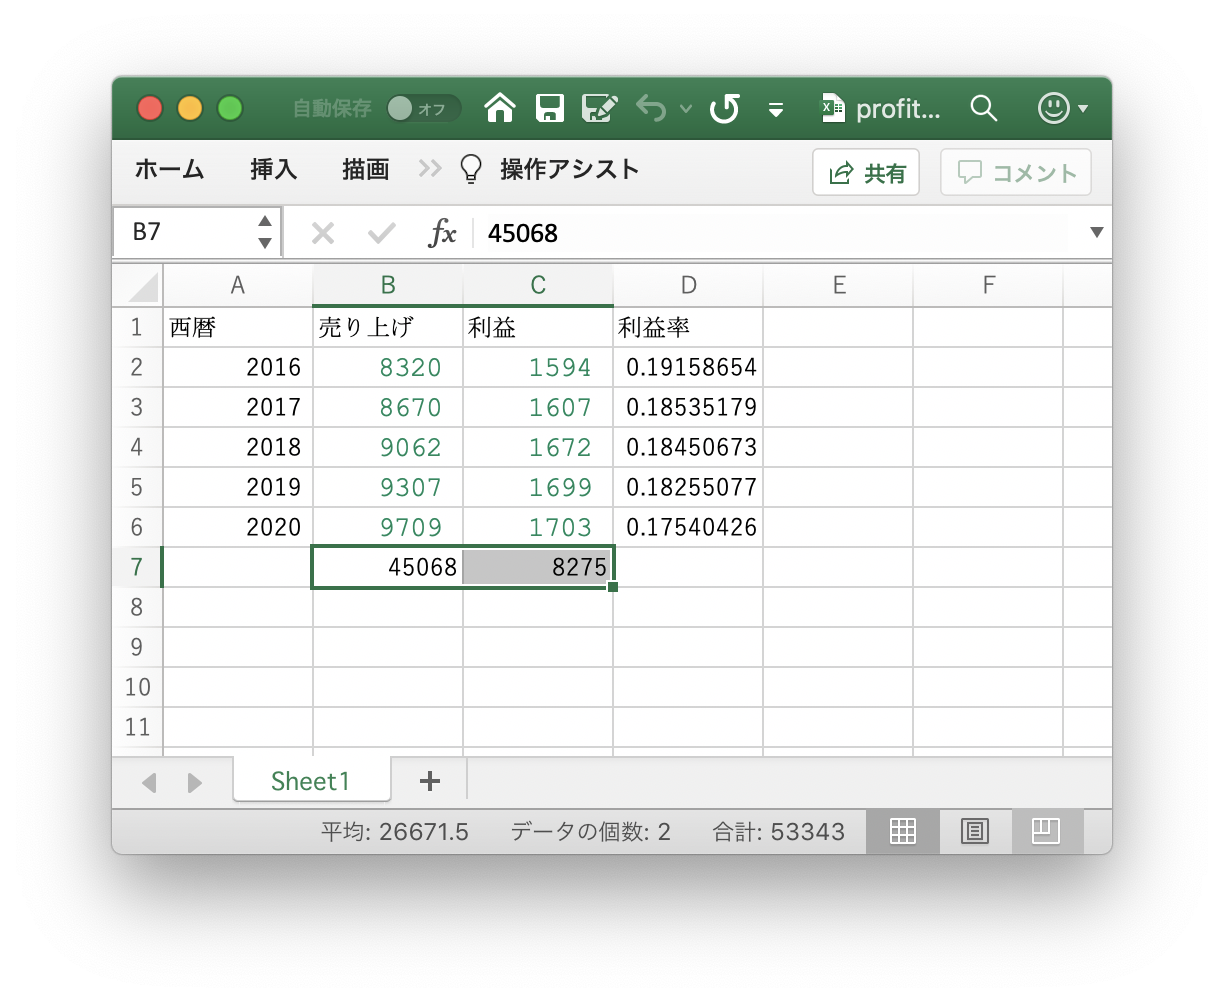 自動保存 オフ profit...
ホーム 挿入 描画 >> 操作アシスト 共有 コメント
B7 fx 45068
A B C D E F
1 西暦 売り上げ 利益 利益率
2 2016 8320 1594 0.19158654
3 2017 8670 1607 0.18535179
4 2018 9062 1672 0.18450673
5 2019 9307 1699 0.18255077
6 2020 9709 1703 0.17540426
7 45068 8275
8
9
10
11
Sheet1 +
平均: 26671.5 データの個数: 2 合計: 53343